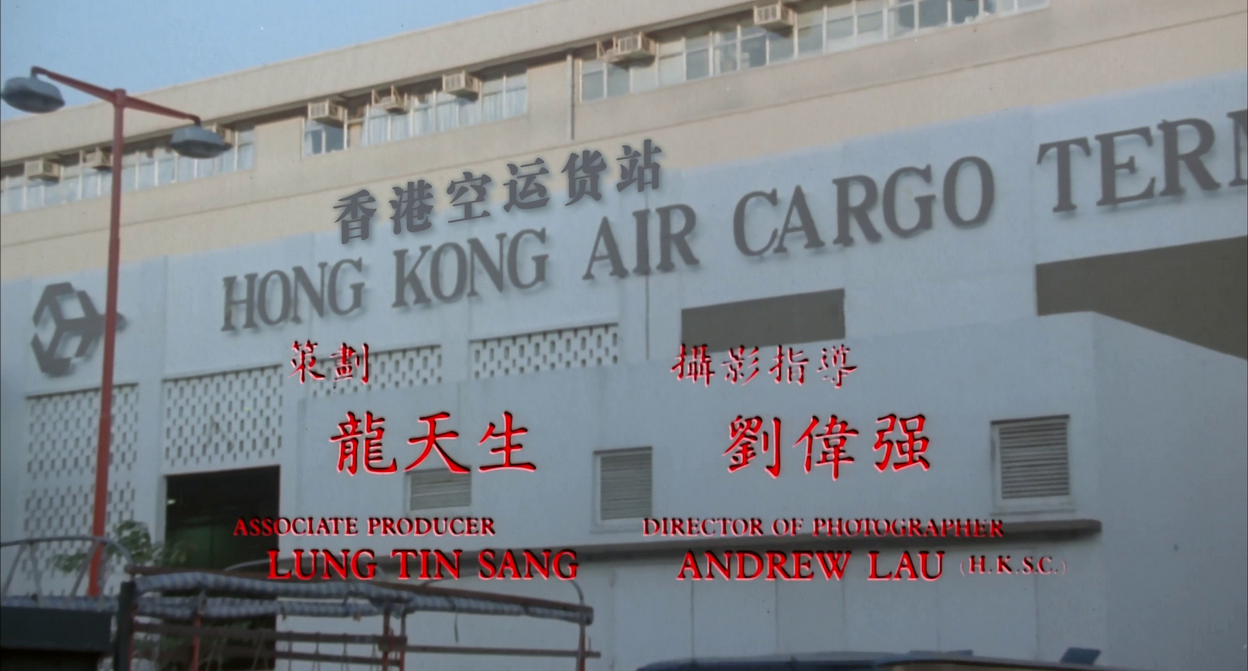 香港空运货站
HONG KONG AIR CARGO TERM
策劃
龍天生
ASSOCIATE PRODUCER
LUNG TIN SANG
攝影指導
劉偉强
DIRECTOR OF PHOTOGRAPHER
ANDREW LAU (H.K.S.C.)